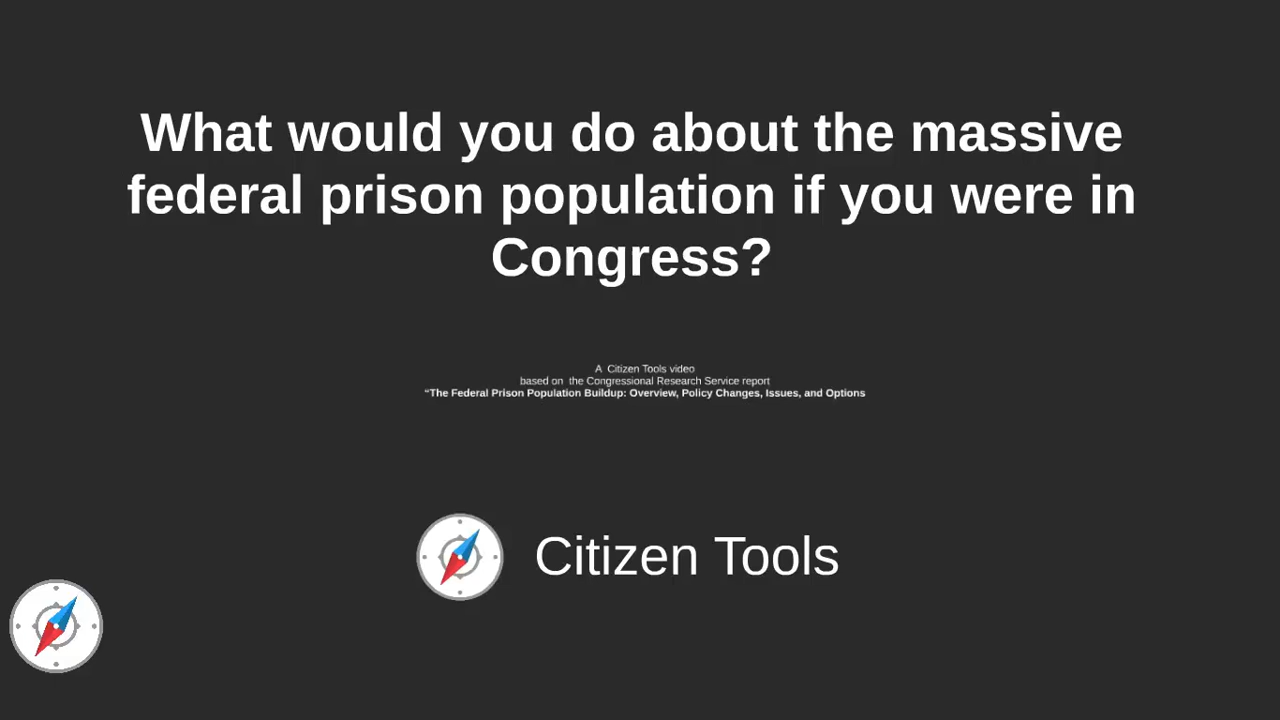 What would you do about the massive
federal prison population if you were in
Congress?
A Citizen Tools video
based on the Congressional Research Service report
“The Federal Prison Population Buildup: Overview, Policy Changes, Issues, and Options
Citizen Tools